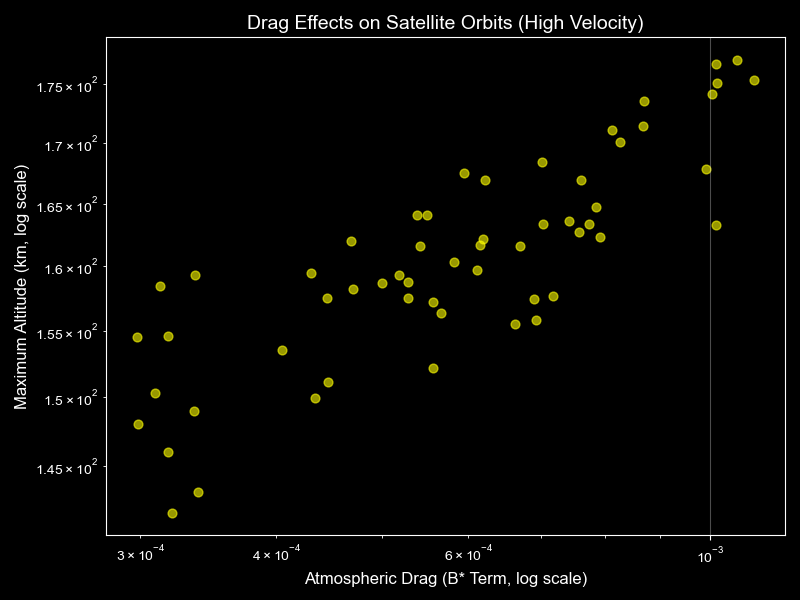 Drag Effects on Satellite Orbits (High Velocity)
Maximum Altitude (km, log scale)
1.75 × 10²
1.7 × 10²
1.65 × 10²
1.6 × 10²
1.55 × 10²
1.5 × 10²
1.45 × 10²
3 × 10⁻⁴
4 × 10⁻⁴
6 × 10⁻⁴
10⁻³
Atmospheric Drag (B* Term, log scale)